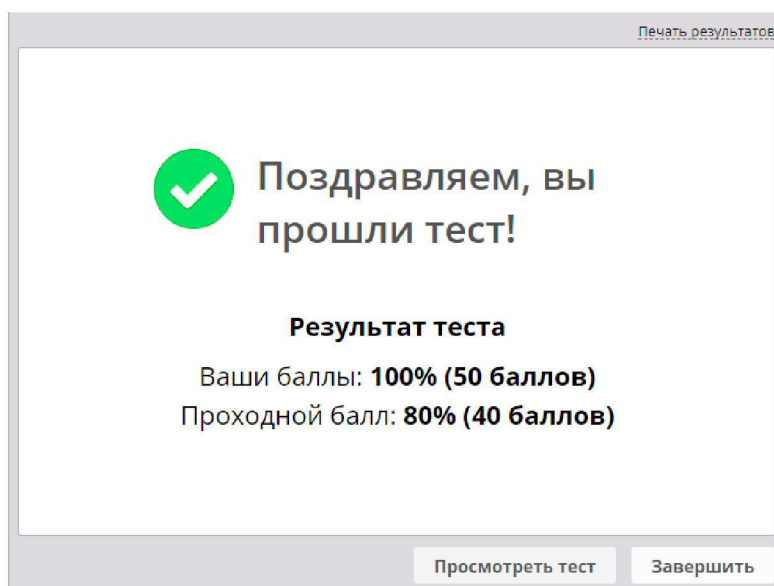 Печать результатов
Поздравляем, вы
прошли тест!
Результат теста
Ваши баллы: 100% (50 баллов)
Проходной балл: 80% (40 баллов)
Просмотреть тест
Завершить